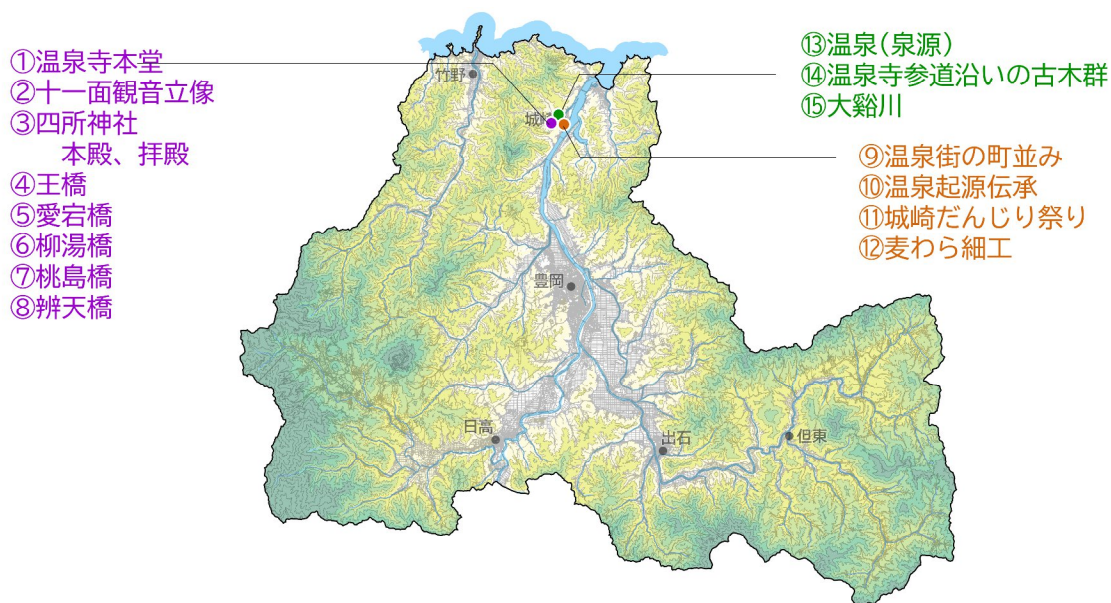 ①温泉寺本堂
②十一面観音立像
③四所神社
本殿、拝殿
④王橋
⑤愛宕橋
⑥柳湯橋
⑦桃島橋
⑧辨天橋
⑬温泉（泉源）
⑭温泉寺参道沿いの古木群
⑮大谿川
⑨温泉街の町並み
⑩温泉起源伝承
⑪城崎だんじり祭り
⑫麦わら細工
竹野
城崎
豊岡
日高
出石
但東